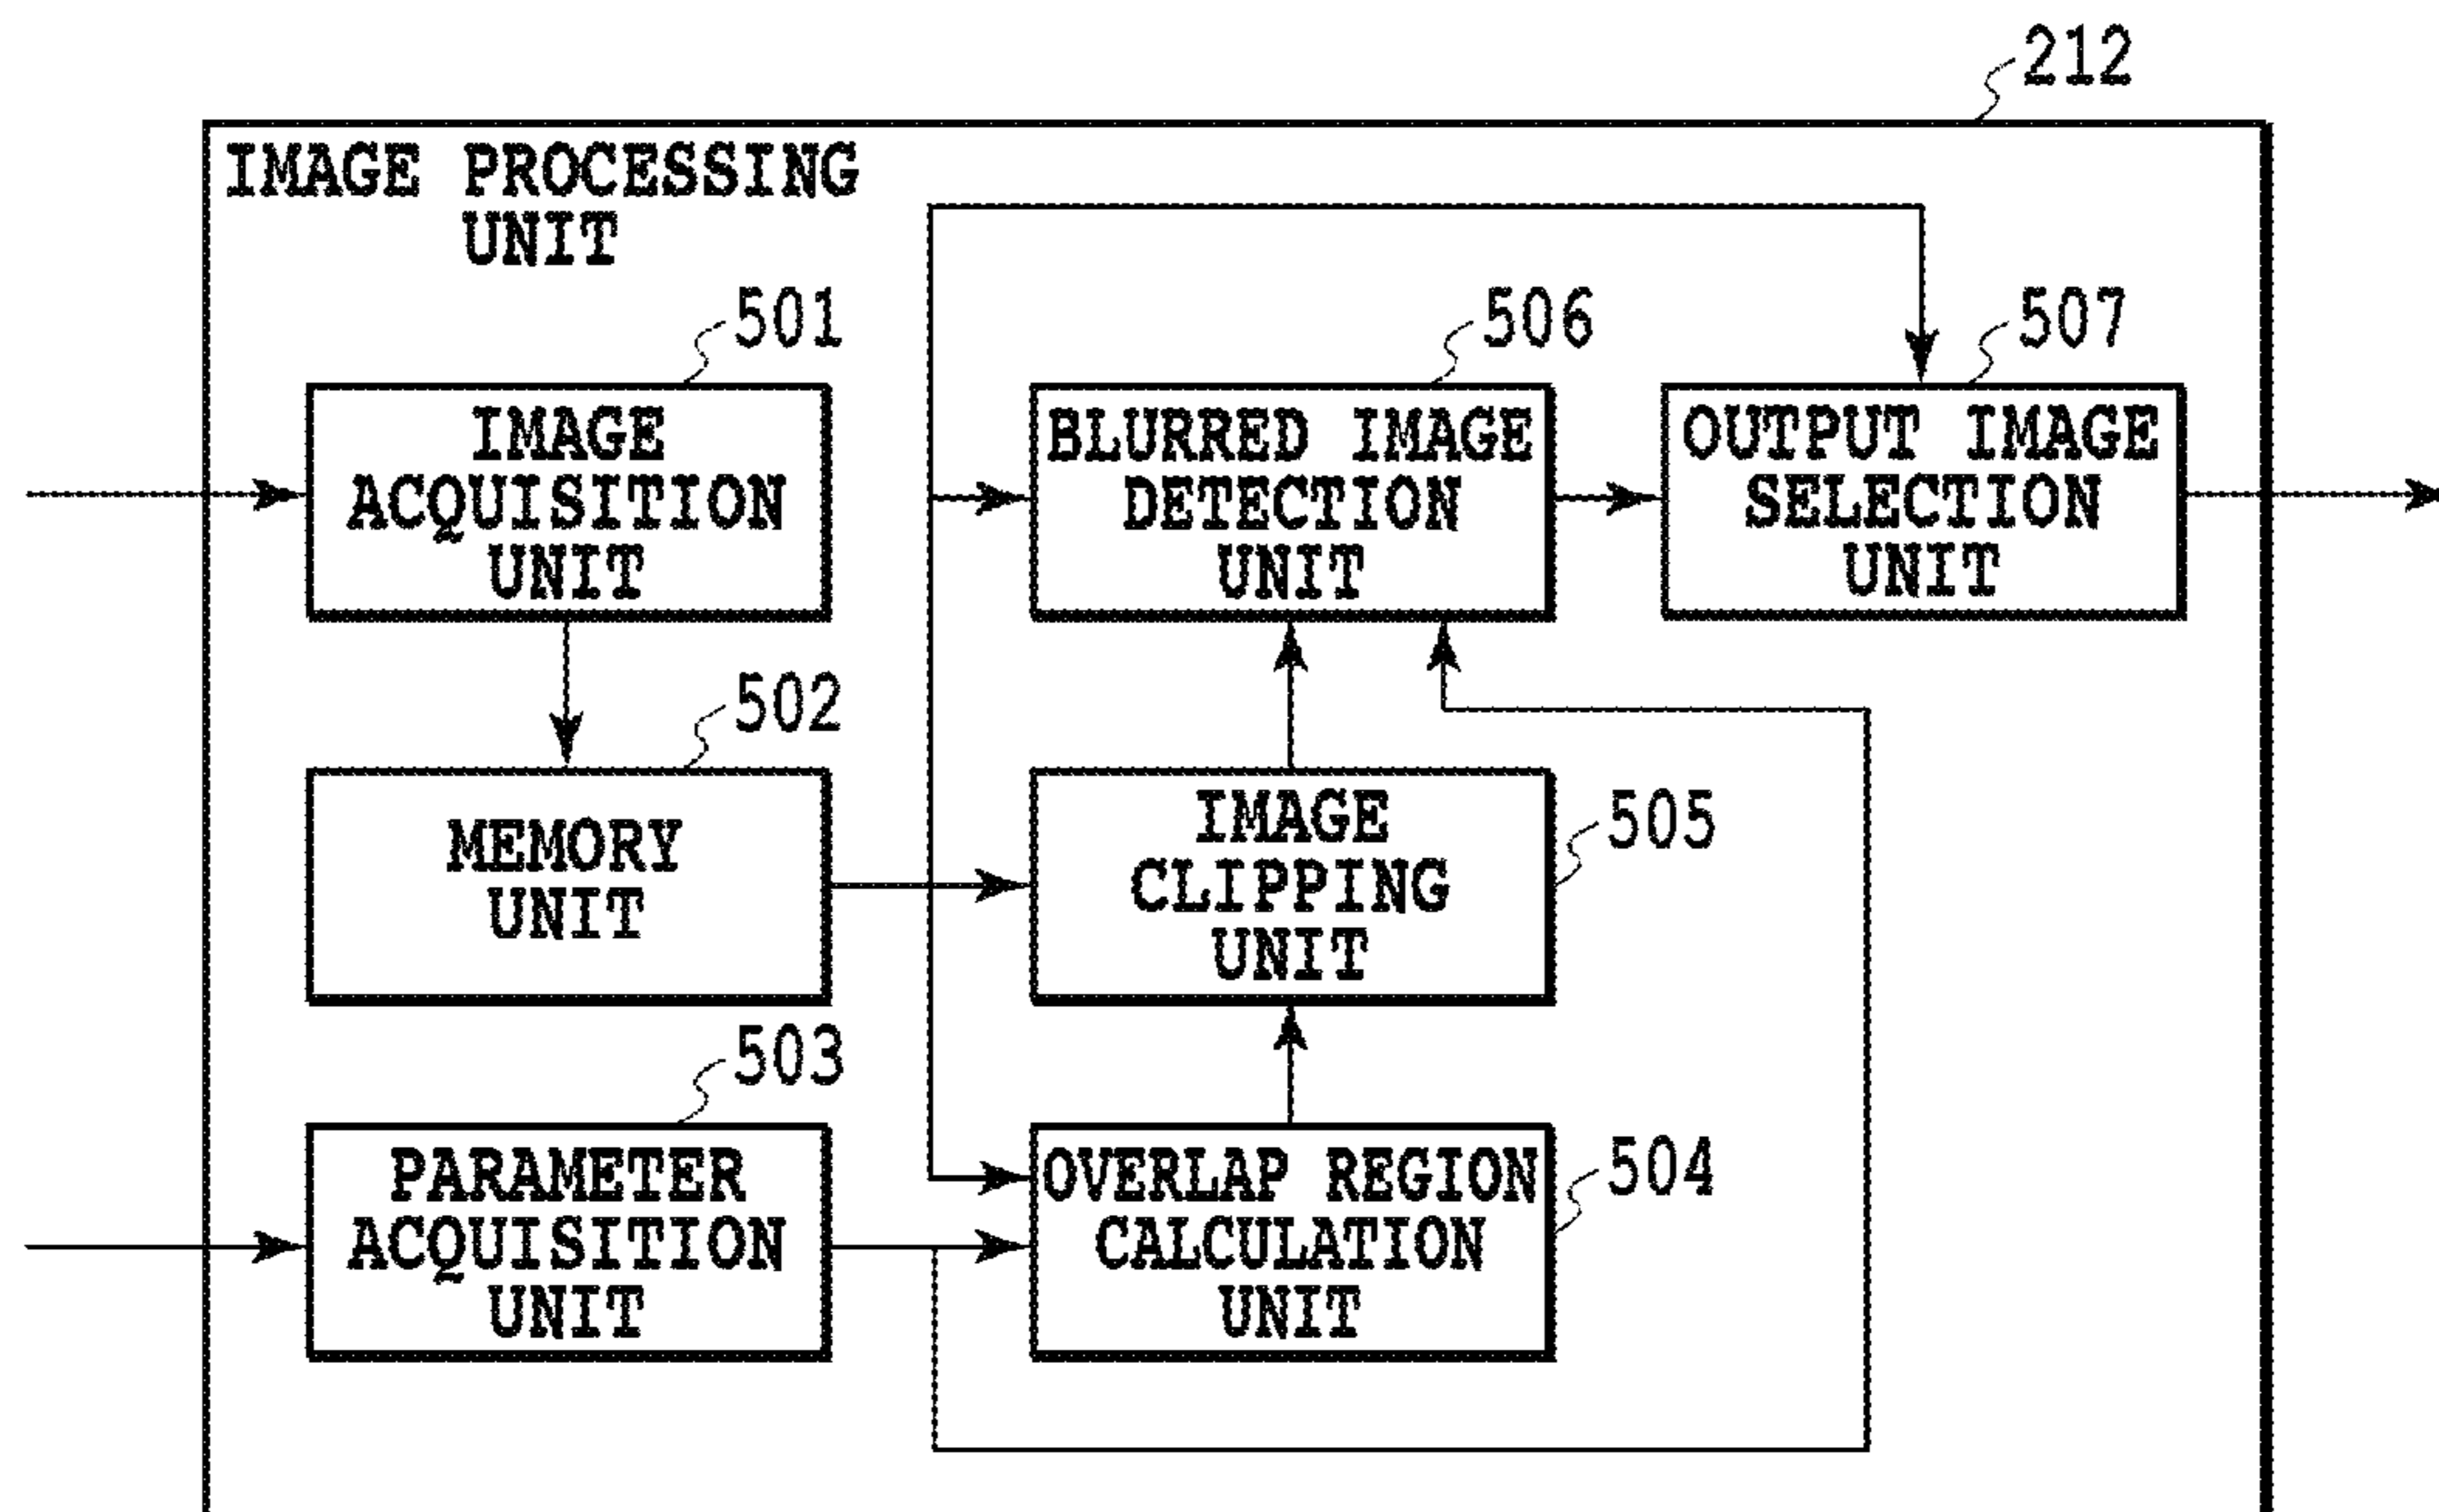 212
IMAGE PROCESSING
UNIT
501
IMAGE
ACQUISITION
UNIT
506
BLURRED IMAGE
DETECTION
UNIT
507
OUTPUT IMAGE
SELECTION
UNIT
502
MEMORY
UNIT
505
IMAGE
CLIPPING
UNIT
503
PARAMETER
ACQUISITION
UNIT
504
OVERLAP REGION
CALCULATION
UNIT